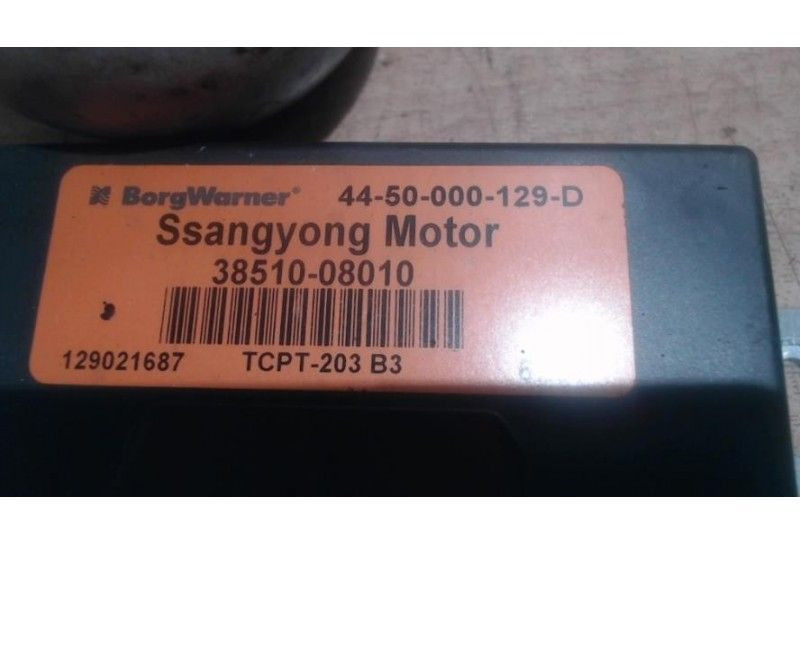 BorgWarner® 44-50-000-129-D
Ssangyong Motor
38510-08010
129021687 TCPT-203 B3